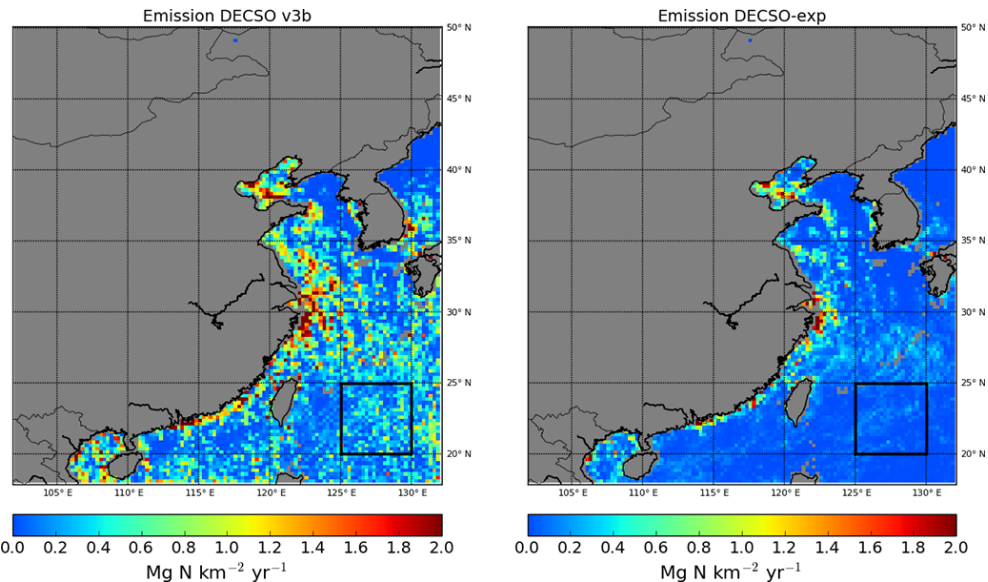 Emission DECSO v3b
50° N
45° N
40° N
35° N
30° N
25° N
20° N
105° E 110° E 115° E 120° E 125° E 130° E
0.0 0.2 0.4 0.6 0.8 1.0 1.2 1.4 1.6 1.8 2.0
Mg N km⁻² yr⁻¹
Emission DECSO-exp
50° N
45° N
40° N
35° N
30° N
25° N
20° N
105° E 110° E 115° E 120° E 125° E 130° E
0.0 0.2 0.4 0.6 0.8 1.0 1.2 1.4 1.6 1.8 2.0
Mg N km⁻² yr⁻¹